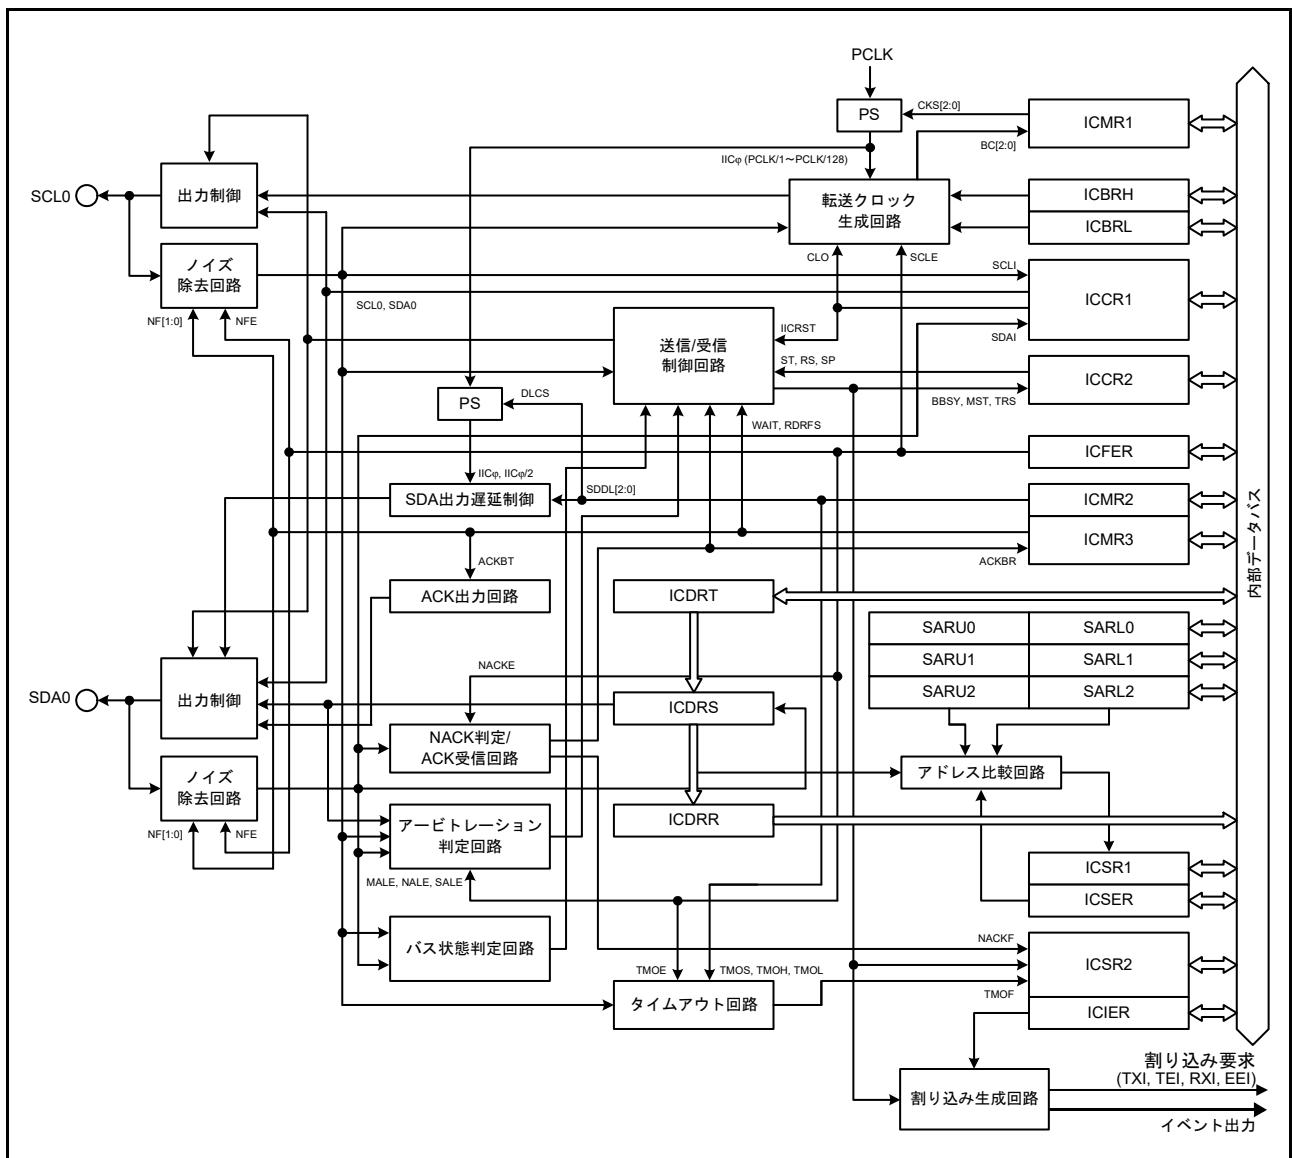 PCLK
PS
CKS[2:0]
ICMR1
BC[2:0]
IICφ (PCLK/1～PCLK/128)
SCL0
出力制御
転送クロック
生成回路
ICBRH
ICBRL
ノイズ
除去回路
CLO
SCLE
SCLI
ICCR1
SCL0, SDA0
NF[1:0]
NFE
IICRST
SDAI
送信/受信
制御回路
ST, RS, SP
ICCR2
BBSY, MST, TRS
PS
DLCS
WAIT, RDRFS
ICFER
IICφ, IICφ/2
SDA出力遅延制御
SDDL[2:0]
ICMR2
ICMR3
ACKBT
ACKBR
内部データバス
ACK出力回路
ICDRT
SARU0
SARL0
SARU1
SARL1
SARU2
SARL2
NACKE
SDA0
出力制御
ICDRS
NACK判定/
ACK受信回路
アドレス比較回路
ノイズ
除去回路
NF[1:0]
NFE
アービトレーション
判定回路
ICDRR
MALE, NALE, SALE
ICSR1
ICSER
バス状態判定回路
NACKF
ICSR2
TMOE
TMOS, TMOH, TMOL
TMOF
タイムアウト回路
ICIER
割り込み生成回路
割り込み要求
(TXI, TEI, RXI, EEI)
イベント出力